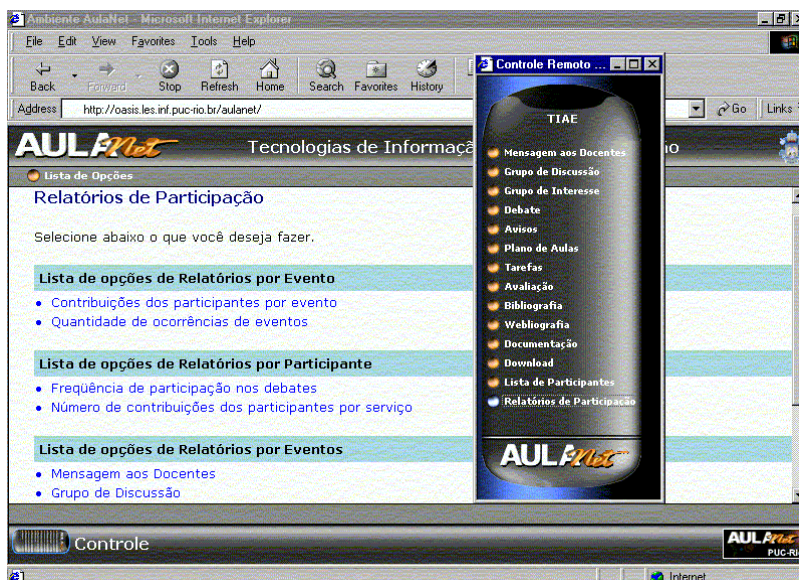 Ambiente AulaNet - Microsoft Internet Explorer
File Edit View Favorites Tools Help
Back Forward Stop Refresh Home Search Favorites History
Address http://oasis.les.inf.puc-rio.br/aulanet/ Go Links
AULANet Tecnologias de Informaçã
Lista de Opções
Relatórios de Participação
Selecione abaixo o que você deseja fazer.
Lista de opções de Relatórios por Evento
Contribuições dos participantes por evento
Quantidade de ocorrências de eventos
Lista de opções de Relatórios por Participante
Freqüência de participação nos debates
Número de contribuições dos participantes por serviço
Lista de opções de Relatórios por Eventos
Mensagem aos Docentes
Grupo de Discussão
Controle Remoto ...
TIAE
Mensagem aos Docentes
Grupo de Discussão
Grupo de Interesse
Debate
Avisos
Plano de Aulas
Tarefas
Avaliação
Bibliografia
Webliografia
Documentação
Download
Lista de Participantes
Relatórios de Participação
AULANet
Controle
AULANet
PUC-Ri
Internet